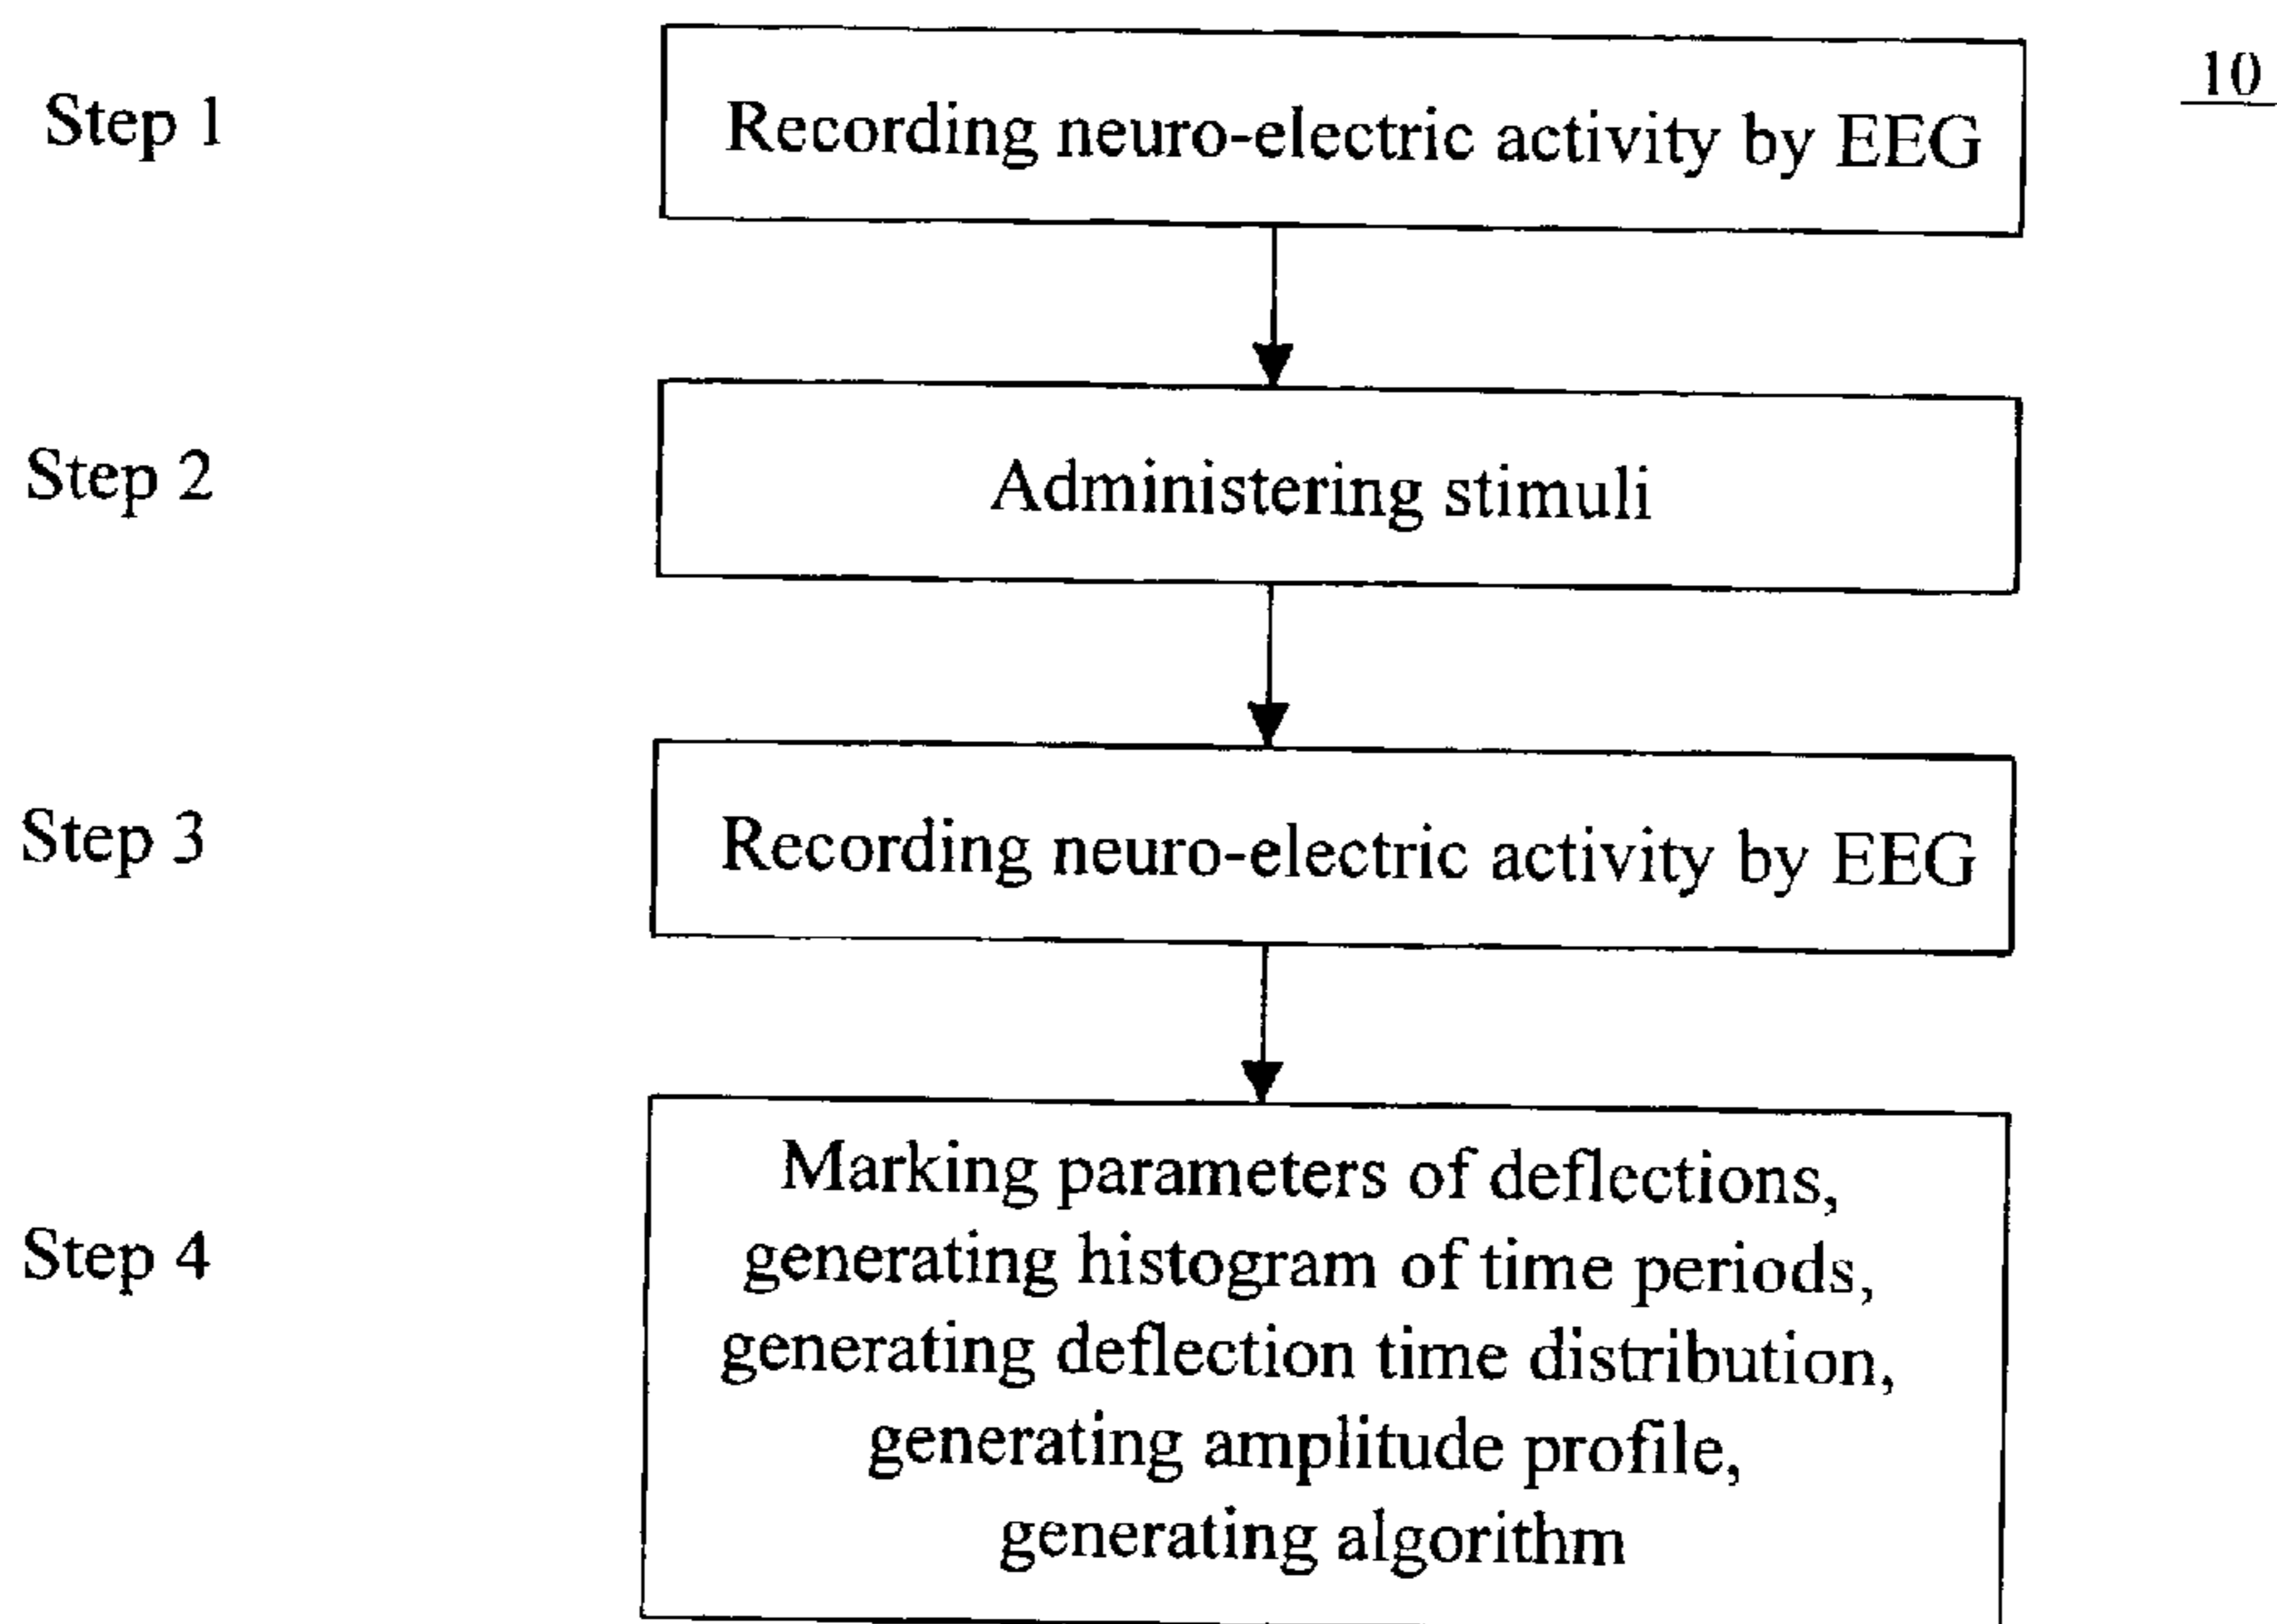 10
Step 1
Recording neuro-electric activity by EEG
Step 2
Administering stimuli
Step 3
Recording neuro-electric activity by EEG
Step 4
Marking parameters of deflections,
generating histogram of time periods,
generating deflection time distribution,
generating amplitude profile,
generating algorithm